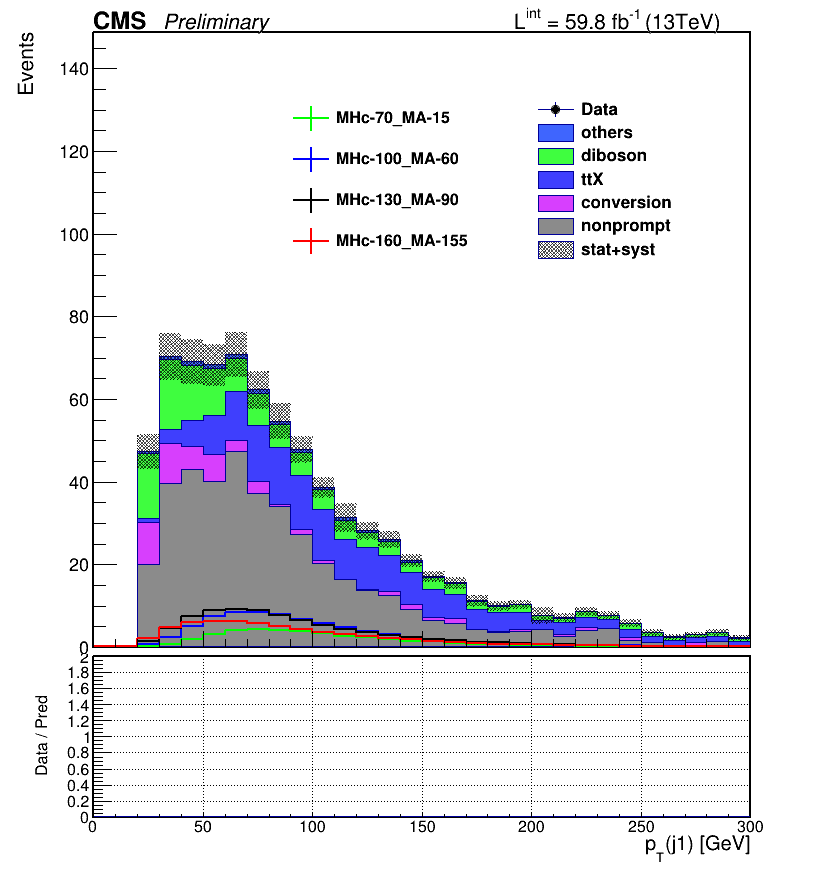 CMS Preliminary L^int = 59.8 fb^-1 (13TeV)
Events
140
120
100
80
60
40
20
0
MHc-70_MA-15
MHc-100_MA-60
MHc-130_MA-90
MHc-160_MA-155
Data
others
diboson
ttX
conversion
nonprompt
stat+syst
Data / Pred
2
1.8
1.6
1.4
1.2
1
0.8
0.6
0.4
0.2
0
0 50 100 150 200 250 300
p_T(j1) [GeV]